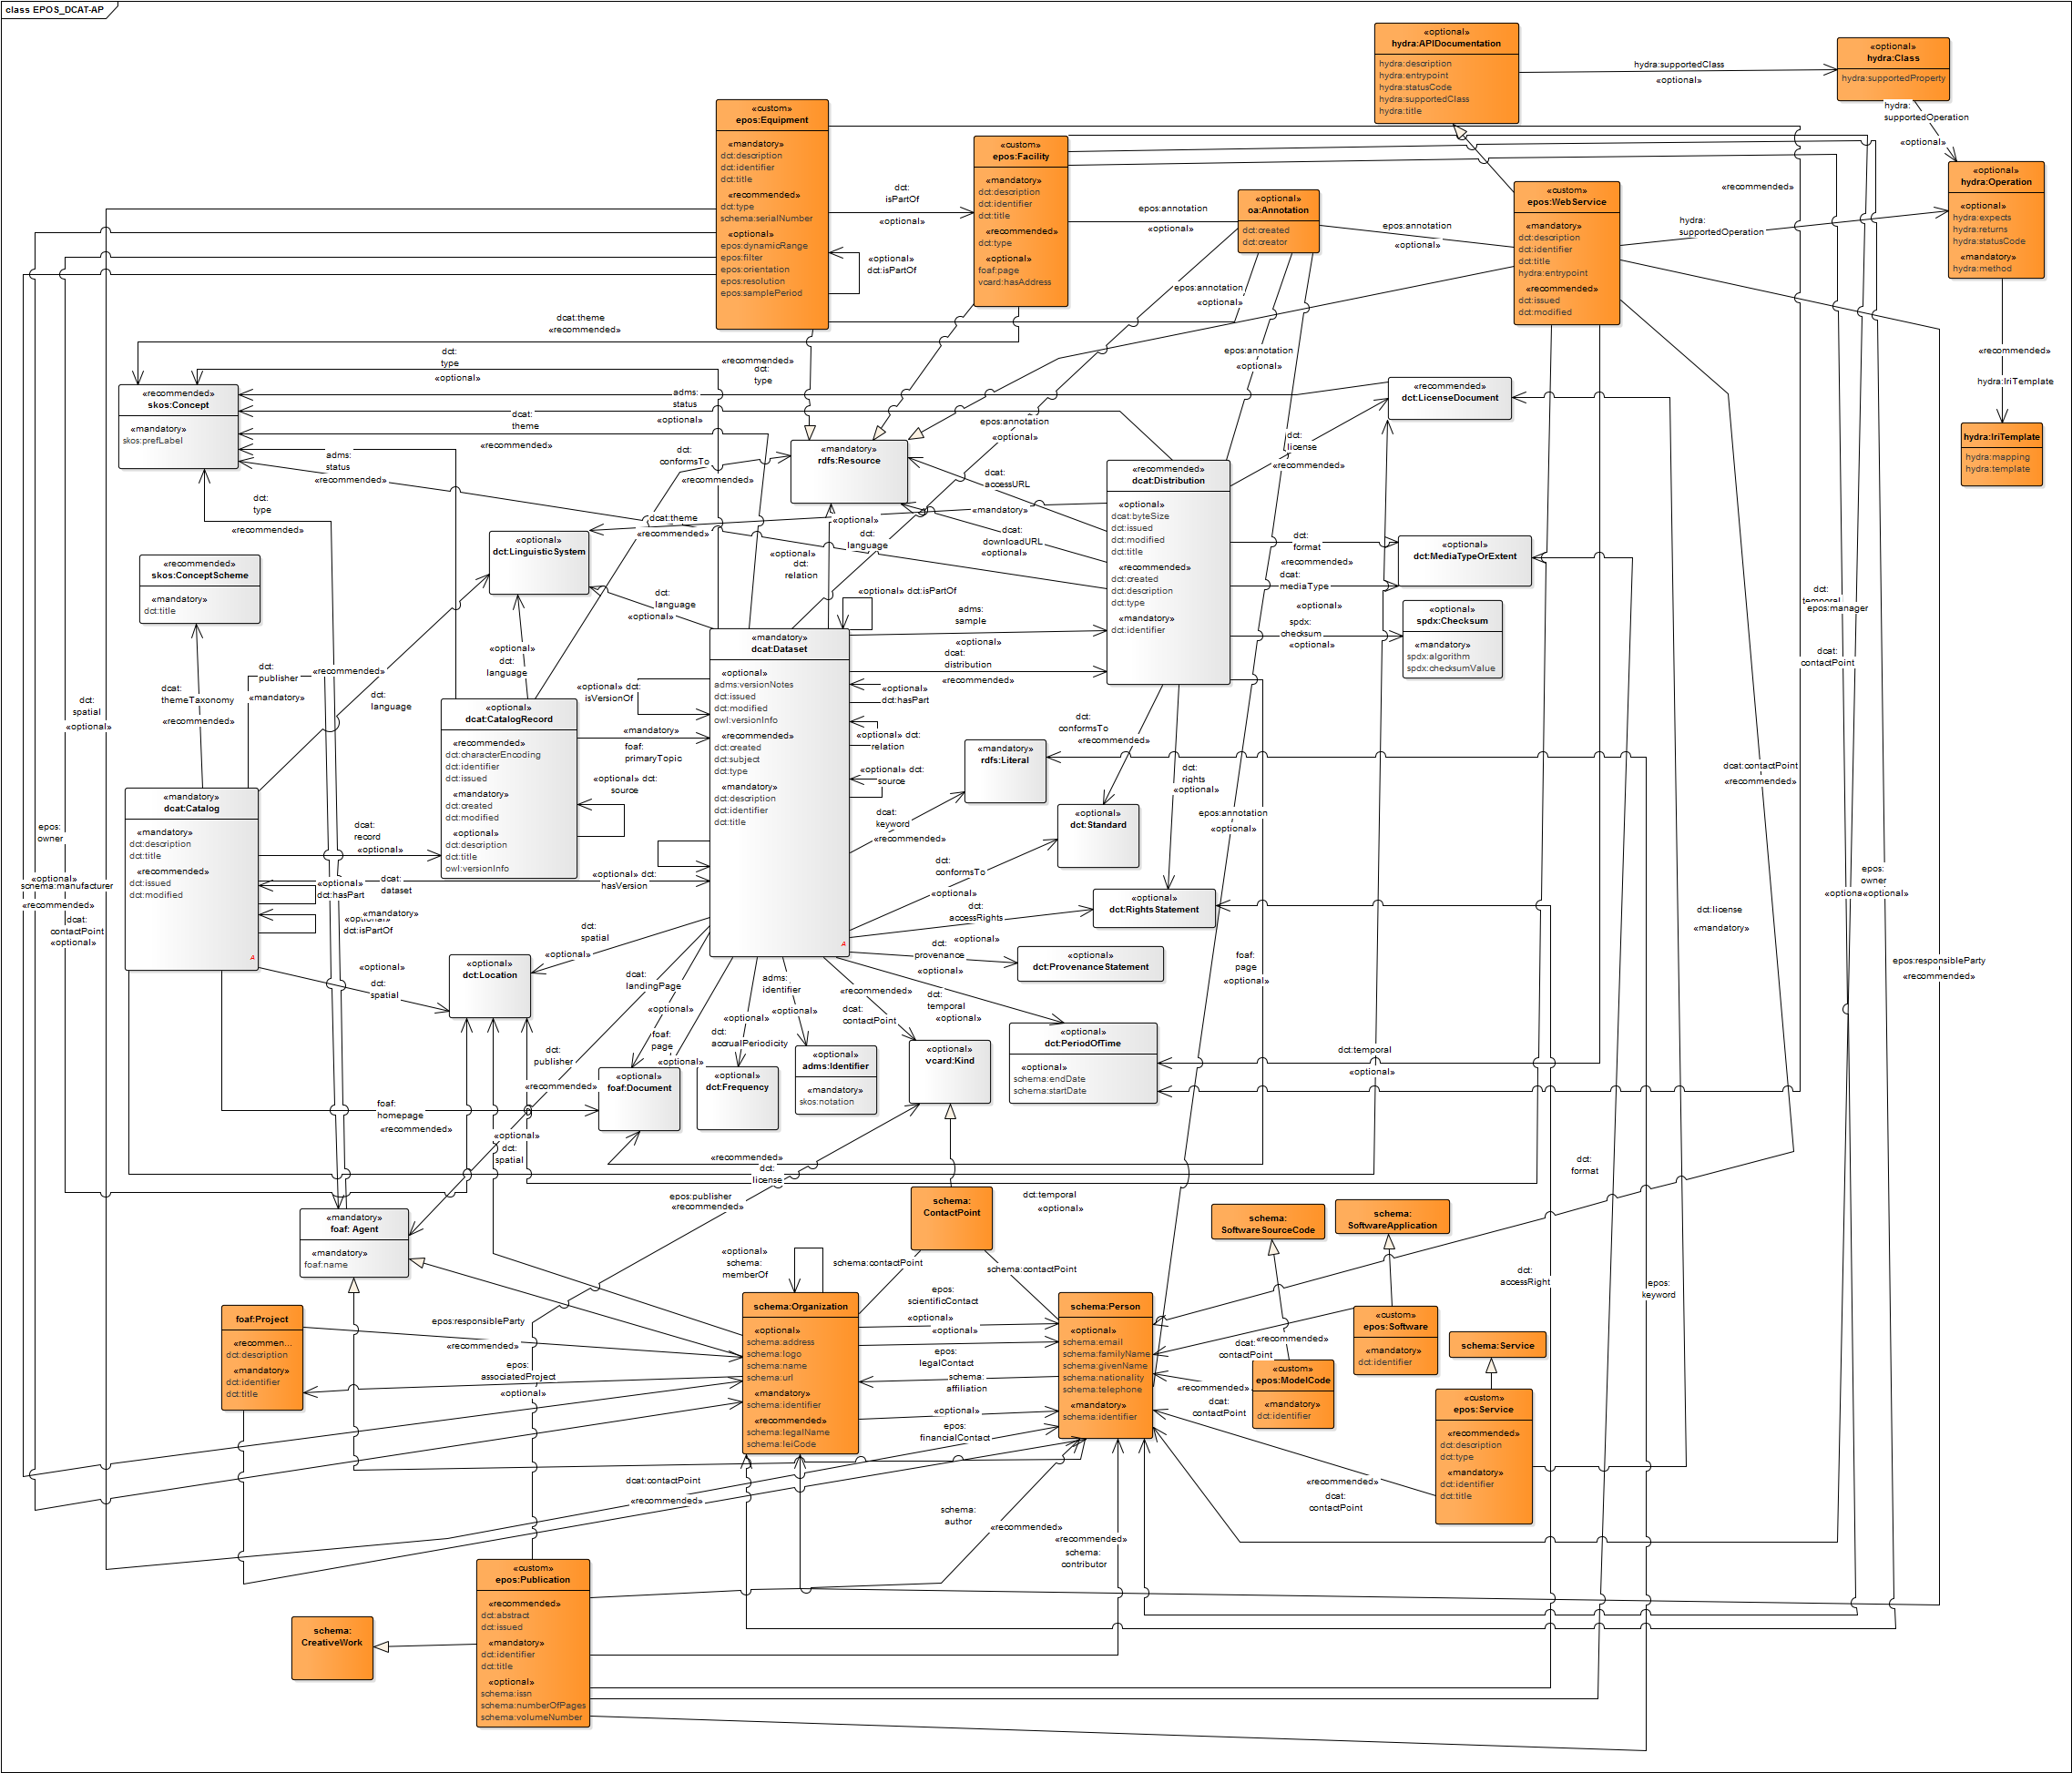 class EPOS_DCAT-AP
«optional»
hydra:APIDocumentation
hydra:description
hydra:entrypoint
hydra:statusCode
hydra:supportedClass
hydra:title
hydra:supportedClass
«optional»
«optional»
hydra:Class
hydra:supportedProperty
hydra:
supportedOperation
«optional»
«optional»
hydra:Operation
«optional»
hydra:expects
hydra:returns
hydra:statusCode
«mandatory»
hydra:method
«recommended»
hydra:IriTemplate
hydra:IriTemplate
hydra:mapping
hydra:template
«custom»
epos:Equipment
«mandatory»
dct:description
dct:identifier
dct:title
«recommended»
dct:type
schema:serialNumber
«optional»
epos:dynamicRange
epos:filter
epos:orientation
epos:resolution
epos:samplePeriod
dct:
isPartOf
«optional»
«optional»
dct:isPartOf
«custom»
epos:Facility
«mandatory»
dct:description
dct:identifier
dct:title
«recommended»
dct:type
«optional»
foaf:page
vcard:hasAddress
epos:annotation
«optional»
«optional»
oa:Annotation
dct:created
dct:creator
epos:annotation
«optional»
«custom»
epos:WebService
«mandatory»
dct:description
dct:identifier
dct:title
hydra:entrypoint
«recommended»
dct:issued
dct:modified
«recommended»
hydra:
supportedOperation
epos:annotation
«optional»
epos:annotation
«optional»
dcat:theme
«recommended»
dct:
type
«optional»
«recommended»
dct:
type
«recommended»
skos:Concept
«mandatory»
skos:prefLabel
adms:
status
«optional»
dcat:
theme
«recommended»
adms:
status
«recommended»
dct:
conformsTo
«recommended»
«mandatory»
rdfs:Resource
epos:annotation
«optional»
dcat:
accessURL
«mandatory»
dcat:
downloadURL
«optional»
«recommended»
dct:LicenseDocument
dct:
license
«recommended»
«recommended»
dcat:Distribution
«optional»
dcat:byteSize
dct:issued
dct:modified
dct:title
«recommended»
dct:created
dct:description
dct:type
«mandatory»
dct:identifier
dct:
format
«recommended»
dcat:
mediaType
«optional»
«optional»
dct:MediaTypeOrExtent
spdx:
checksum
«optional»
«optional»
spdx:Checksum
«mandatory»
spdx:algorithm
spdx:checksumValue
dct:
type
«recommended»
dcat:theme
«recommended»
«optional»
dct:
language
«optional»
dct:
relation
«optional»
dct:LinguisticSystem
dct:
language
«optional»
«recommended»
skos:ConceptScheme
«mandatory»
dct:title
«optional» dct:isPartOf
adms:
sample
«optional»
dcat:
distribution
«recommended»
«mandatory»
dcat:Dataset
«optional»
adms:versionNotes
dct:issued
dct:modified
owl:versionInfo
«recommended»
dct:created
dct:subject
dct:type
«mandatory»
dct:description
dct:identifier
dct:title
«optional»
dct:hasPart
«optional» dct:
relation
«optional» dct:
source
«optional»
dct:
language
«optional» dct:
isVersionOf
«mandatory»
foaf:
primaryTopic
«optional» dct:
source
«optional» dct:
hasVersion
dct:
publisher
«mandatory»
«recommended»
dct:
language
dcat:
themeTaxonomy
«recommended»
«optional»
dcat:CatalogRecord
«recommended»
dct:characterEncoding
dct:identifier
dct:issued
«mandatory»
dct:created
dct:modified
«optional»
dct:description
dct:title
owl:versionInfo
«mandatory»
dcat:Catalog
«mandatory»
dct:description
dct:title
«recommended»
dct:issued
dct:modified
dcat:
record
«optional»
dcat:
dataset
«mandatory»
«optional»
dct:hasPart
«optional»
dct:isPartOf
dct:
spatial
«optional»
epos:
owner
«optional»
schema:manufacturer
«recommended»
dcat:
contactPoint
«optional»
dct:
conformsTo
«recommended»
«mandatory»
rdfs:Literal
dct:
rights
«optional»
dcat:
keyword
«recommended»
«optional»
dct:Standard
dct:
conformsTo
«optional»
dct:
accessRights
«optional»
«optional»
dct:RightsStatement
dct:
provenance
«optional»
«optional»
dct:ProvenanceStatement
epos:annotation
«optional»
foaf:
page
«optional»
dct:
temporal
epos:manager
dcat:
contactPoint
dcat:contactPoint
«recommended»
epos:
owner
«optional»
«optional»
dct:license
«mandatory»
epos:responsibleParty
«recommended»
dct:
spatial
«optional»
«optional»
dct:
spatial
«optional»
dct:Location
dcat:
landingPage
«optional»
foaf:
page
«optional»
adms:
identifier
«optional»
«optional»
dct:
accrualPeriodicity
«recommended»
dcat:
contactPoint
dct:
temporal
«optional»
dct:
publisher
«recommended»
«optional»
foaf:Document
«optional»
dct:Frequency
«optional»
adms:Identifier
«mandatory»
skos:notation
«optional»
vcard:Kind
«optional»
dct:PeriodOfTime
«optional»
schema:endDate
schema:startDate
dct:temporal
«optional»
foaf:
homepage
«recommended»
«optional»
dct:
spatial
«recommended»
dct:
license
epos:publisher
«recommended»
dct:
format
schema:
ContactPoint
dct:temporal
«optional»
schema:
SoftwareSourceCode
schema:
SoftwareApplication
«mandatory»
foaf: Agent
«mandatory»
foaf:name
«optional»
schema:
memberOf
schema:contactPoint
schema:contactPoint
dct:
accessRight
epos:
keyword
foaf:Project
«recommen...
dct:description
«mandatory»
dct:identifier
dct:title
epos:responsibleParty
«recommended»
epos:
associatedProject
«optional»
schema:Organization
«optional»
schema:address
schema:logo
schema:name
schema:url
«mandatory»
schema:identifier
«recommended»
schema:legalName
schema:leiCode
epos:
scientificContact
«optional»
«optional»
epos:
legalContact
schema:
affiliation
«optional»
epos:
financialContact
schema:Person
«optional»
schema:email
schema:familyName
schema:givenName
schema:nationality
schema:telephone
«mandatory»
schema:identifier
«recommended»
dcat:
contactPoint
«recommended»
dcat:
contactPoint
«custom»
epos:ModelCode
«mandatory»
dct:identifier
«custom»
epos:Software
«mandatory»
dct:identifier
schema:Service
«custom»
epos:Service
«recommended»
dct:description
dct:type
«mandatory»
dct:identifier
dct:title
«recommended»
dcat:
contactPoint
dcat:contactPoint
«recommended»
schema:
author
«recommended»
«recommended»
schema:
contributor
«custom»
epos:Publication
«recommended»
dct:abstract
dct:issued
«mandatory»
dct:identifier
dct:title
«optional»
schema:issn
schema:numberOfPages
schema:volumeNumber
schema:
CreativeWork